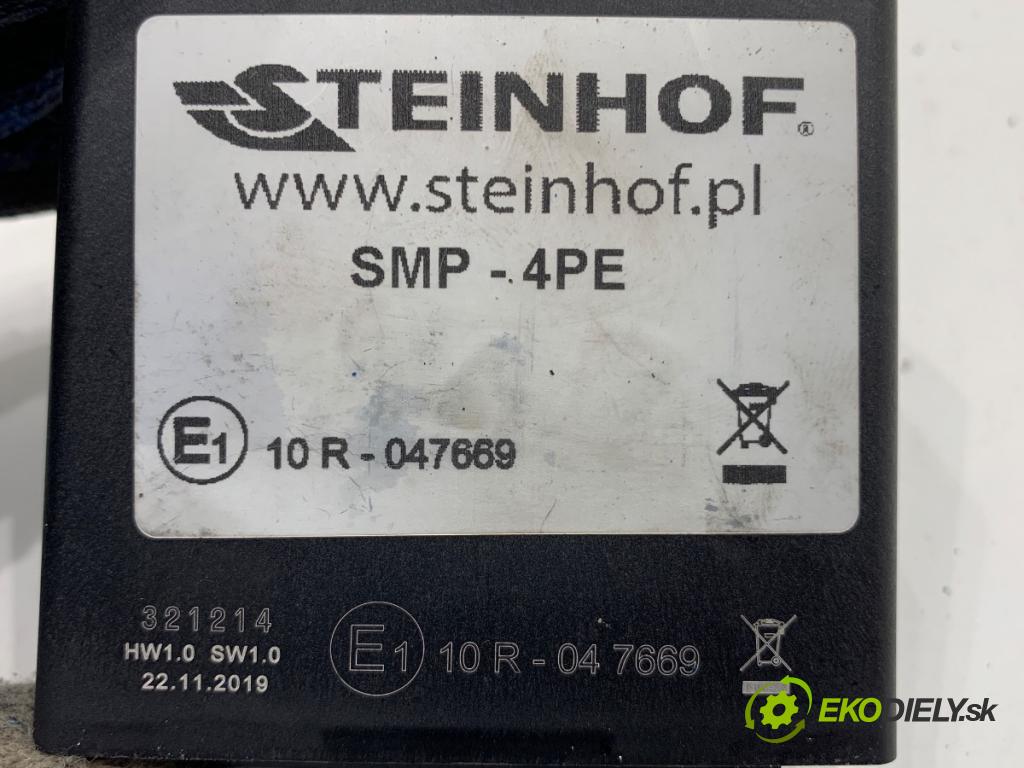 STEINHOF®
www.steinhof.pl
SMP - 4PE
E1 10 R - 047669
321214
HW1.0 SW1.0
22.11.2019
E1 10 R - 04 7669
EKODIELY.sk